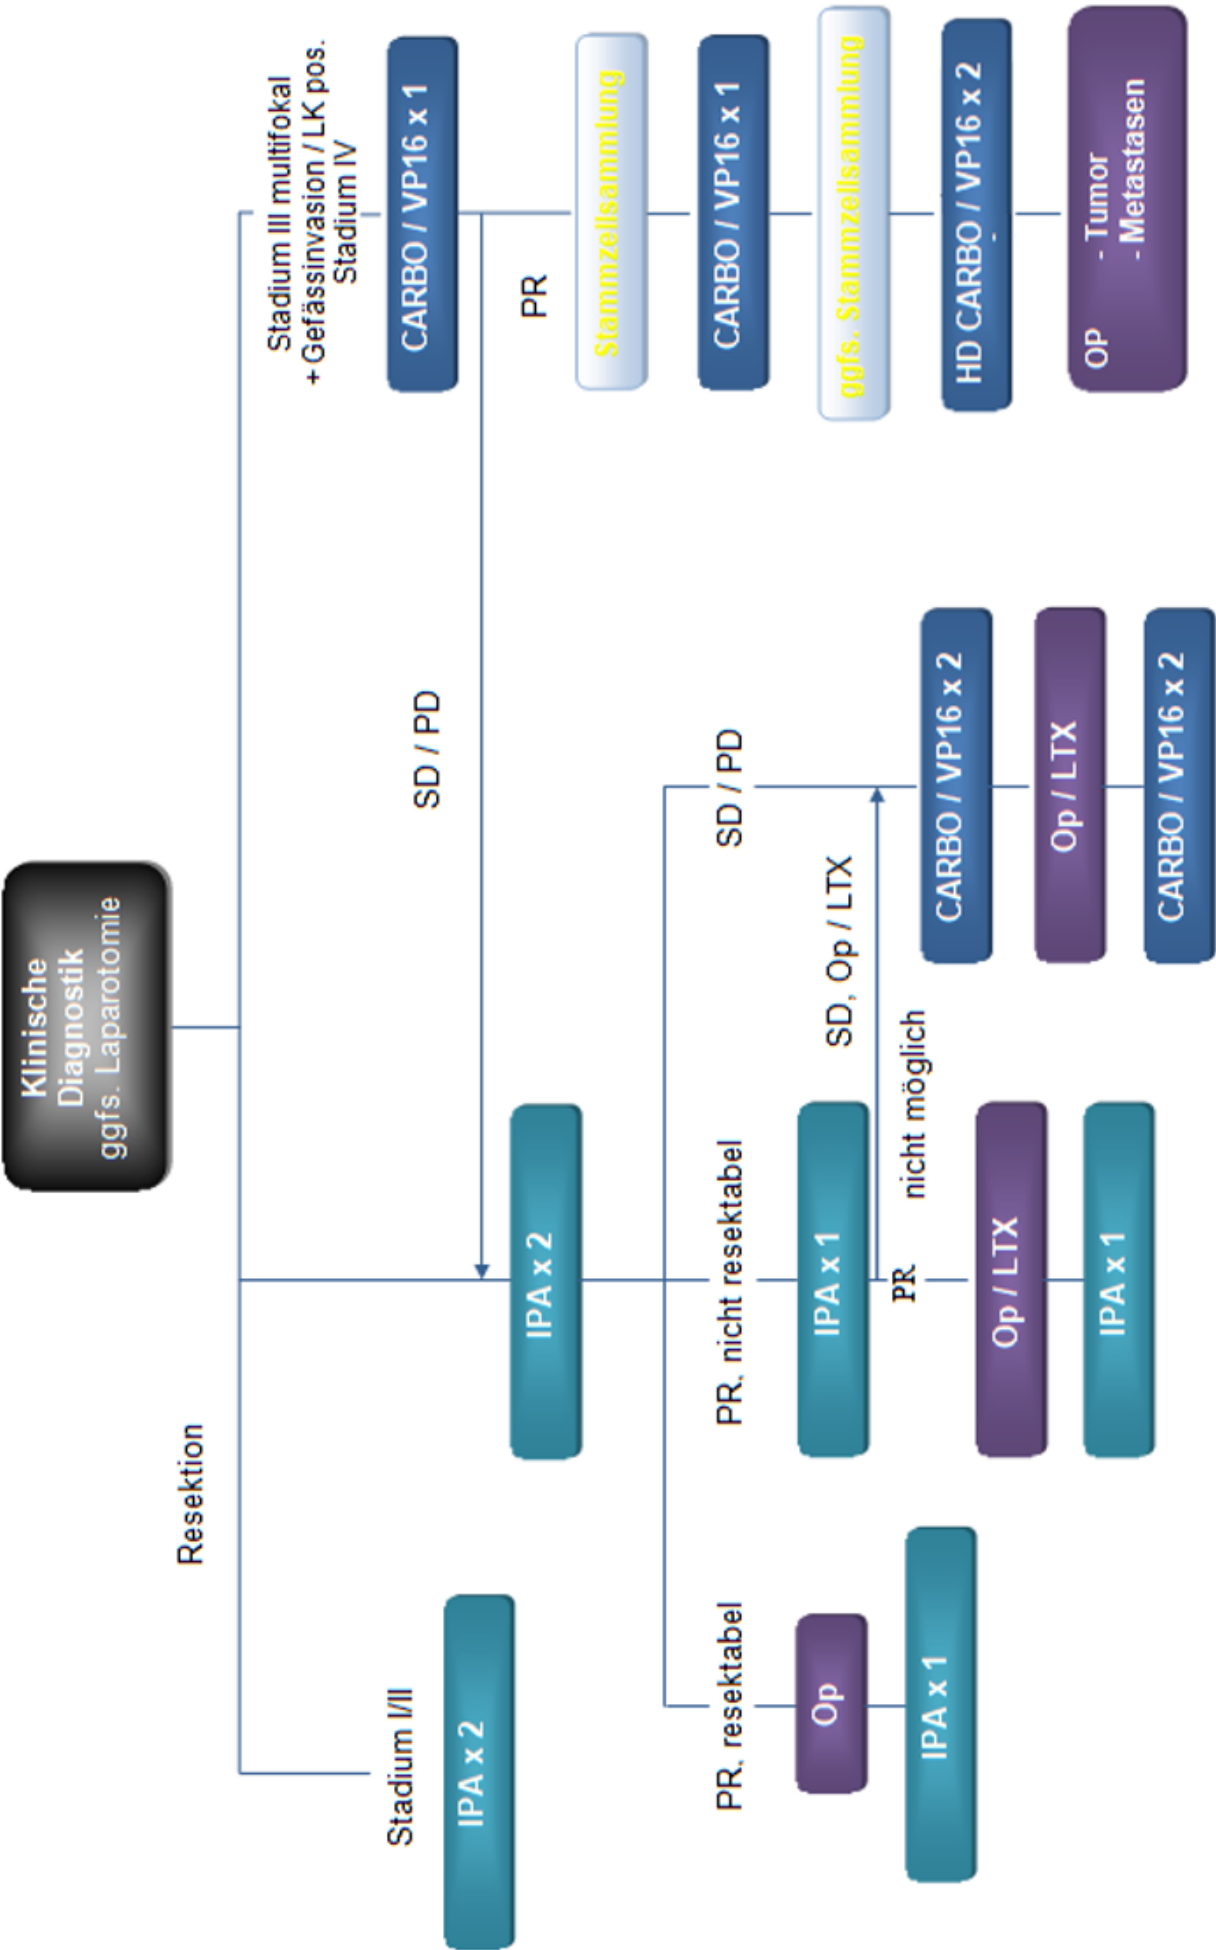 Klinische
Diagnostik
ggfs. Laparotomie
Resektion
Stadium I/II
IPA x 2
Stadium III multifokal
+Gefässinvasion / LK pos.
Stadium IV
CARBO / VP16 x 1
SD / PD
PR
IPA x 2
Stammzellsammlung
CARBO / VP16 x 1
ggfs. Stammzellsammlung
HD CARBO / VP16 x 2
-
OP - Tumor
- Metastasen
PR, resektabel
Op
IPA x 1
PR, nicht resektabel
IPA x 1
SD, Op / LTX
nicht möglich
PR
Op / LTX
IPA x 1
SD / PD
CARBO / VP16 x 2
Op / LTX
CARBO / VP16 x 2